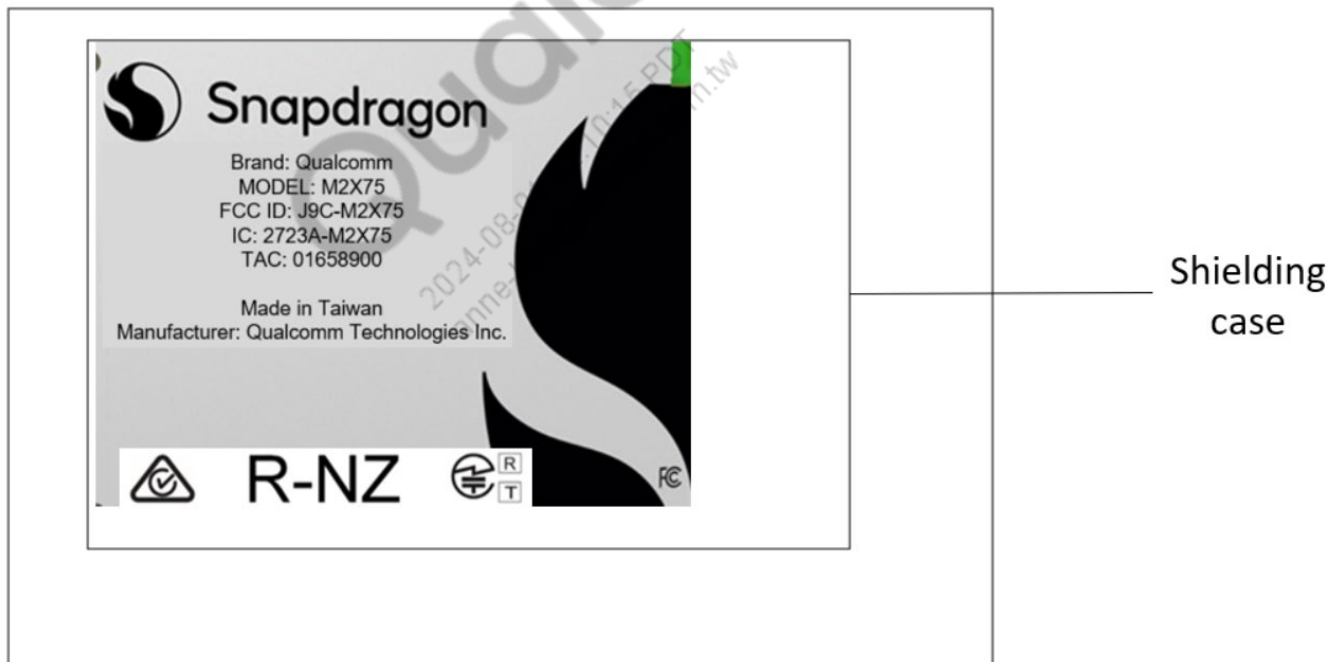 Snapdragon
Brand: Qualcomm
MODEL: M2X75
FCC ID: J9C-M2X75
IC: 2723A-M2X75
TAC: 01658900
Made in Taiwan
Manufacturer: Qualcomm Technologies Inc.
R-NZ
R
T
FC
Shielding
case